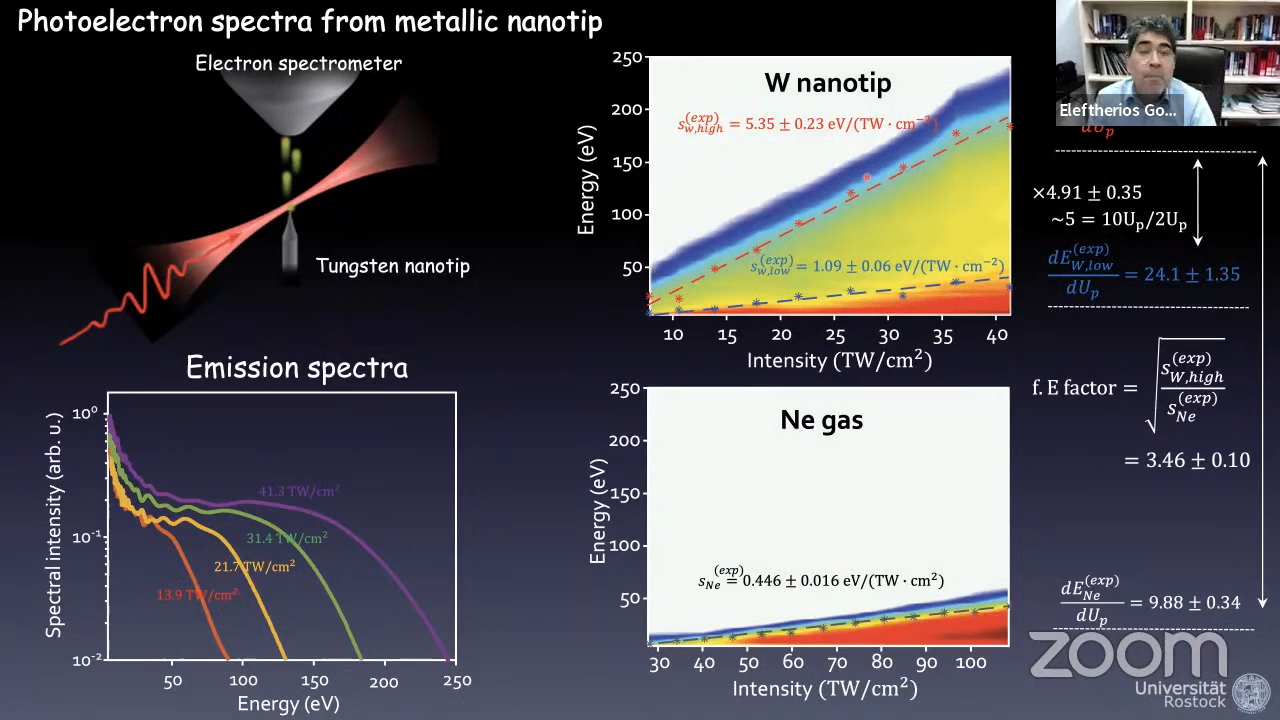 Photoelectron spectra from metallic nanotip
Electron spectrometer
Tungsten nanotip
Emission spectra
Spectral intensity (arb. u.)
10⁰
10⁻¹
10⁻²
41.3 TW/cm²
31.4 TW/cm²
21.7 TW/cm²
13.9 TW/cm²
50 100 150 200 250
Energy (eV)
W nanotip
s_{w,high}^{(exp)} = 5.35 ± 0.23 eV/(TW · cm⁻²)
s_{w,low}^{(exp)} = 1.09 ± 0.06 eV/(TW · cm⁻²)
Energy (eV)
250
200
150
100
50
10 15 20 25 30 35 40
Intensity (TW/cm²)
Ne gas
s_{Ne}^{(exp)} = 0.446 ± 0.016 eV/(TW · cm²)
Energy (eV)
250
200
150
100
50
30 40 50 60 70 80 90 100
Intensity (TW/cm²)
Eleftherios Go...
dU_p
×4.91 ± 0.35
~5 = 10U_p/2U_p
dE_{W,low}^{(exp)}/dU_p = 24.1 ± 1.35
f. E factor = √(s_{W,high}^{(exp)}/s_{Ne}^{(exp)})
= 3.46 ± 0.10
dE_{Ne}^{(exp)}/dU_p = 9.88 ± 0.34
zoom
Universität
Rostock